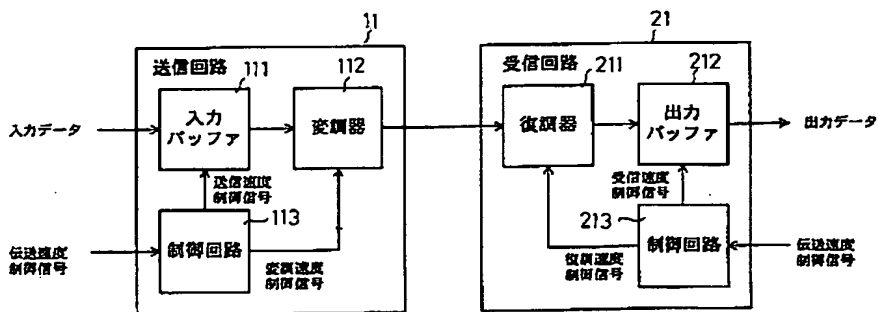 11
送信回路
111
112
入力データ
入力
バッファ
変調器
送信速度
制御信号
113
伝送速度
制御信号
制御回路
変調速度
制御信号
21
受信回路
211
212
復調器
出力
バッファ
出力データ
受信速度
制御信号
213
制御回路
復調速度
制御信号
伝送速度
制御信号